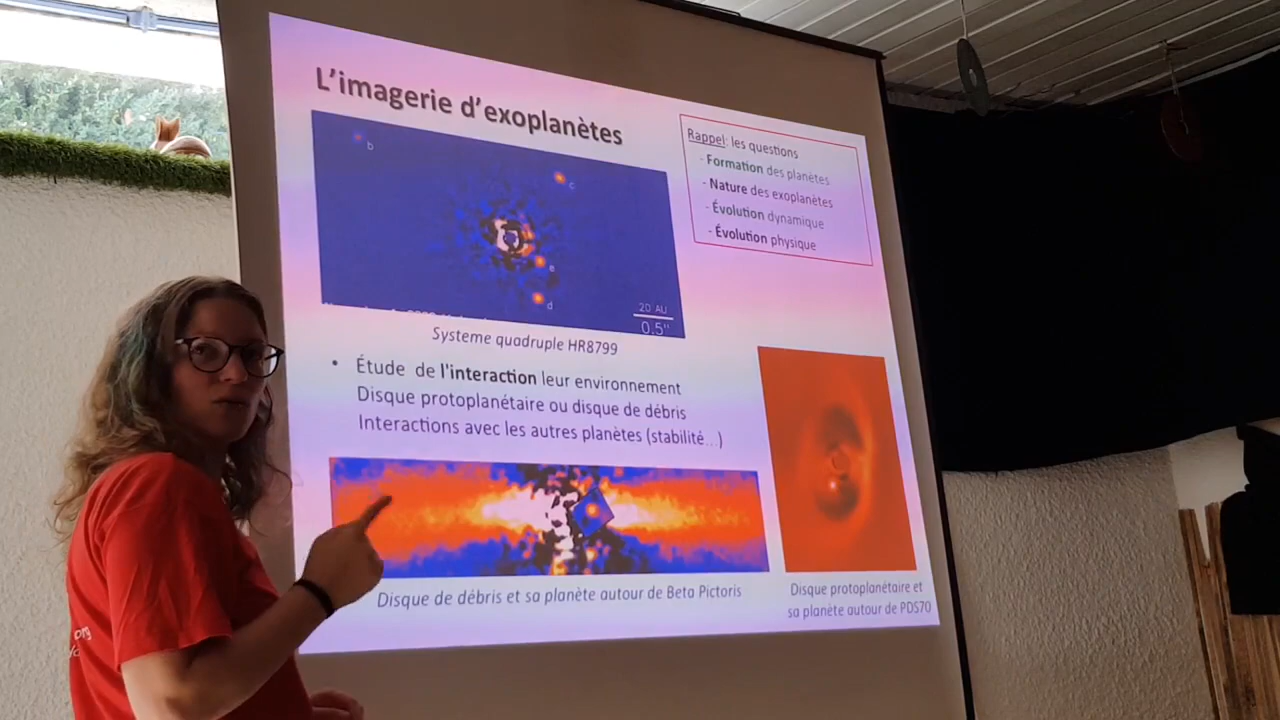 L'imagerie d'exoplanètes
b
c
e
d
20 AU
0.5"
Systeme quadruple HR8799
Rappel: les questions
- Formation des planètes
- Nature des exoplanètes
- Évolution dynamique
- Évolution physique
• Étude de l'interaction leur environnement
Disque protoplanétaire ou disque de débris
Interactions avec les autres planètes (stabilité...)
Disque de débris et sa planète autour de Beta Pictoris
Disque protoplanétaire et
sa planète autour de PDS70
org